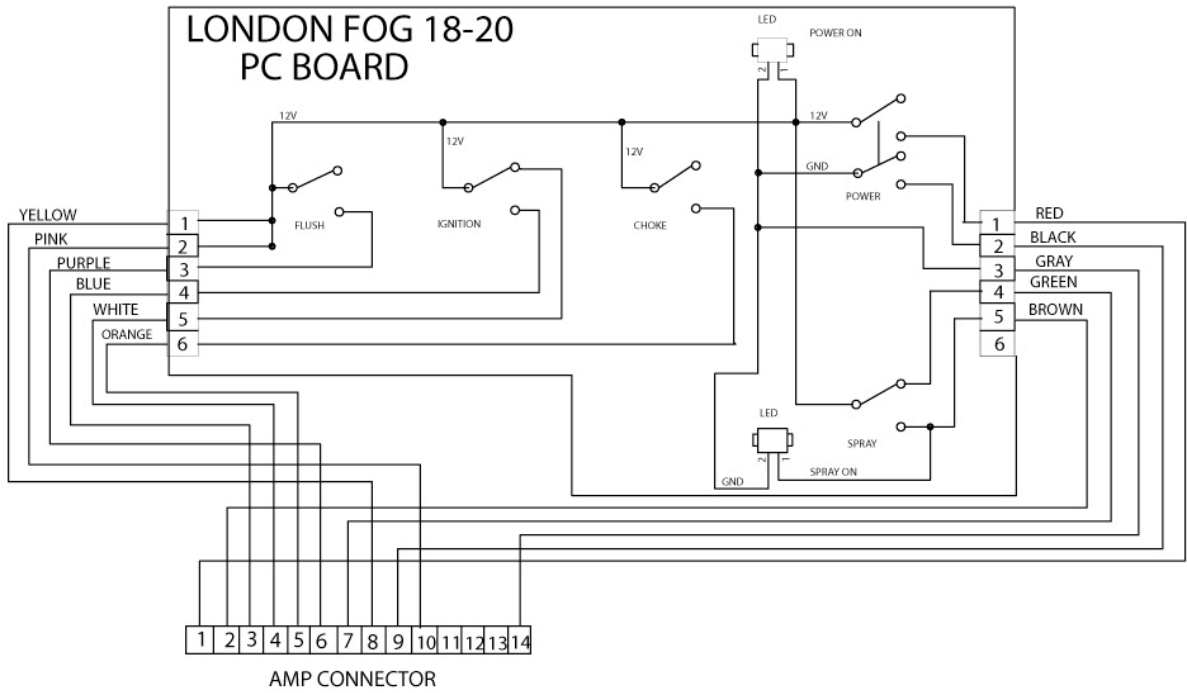 LONDON FOG 18-20
PC BOARD
LED
POWER ON
2 1
12V
12V
12V
12V
GND
POWER
FLUSH
IGNITION
CHOKE
YELLOW
PINK
PURPLE
BLUE
WHITE
ORANGE
1
2
3
4
5
6
1
2
3
4
5
6
RED
BLACK
GRAY
GREEN
BROWN
LED
2 1
SPRAY
SPRAY ON
GND
1 2 3 4 5 6 7 8 9 10 11 12 13 14
AMP CONNECTOR